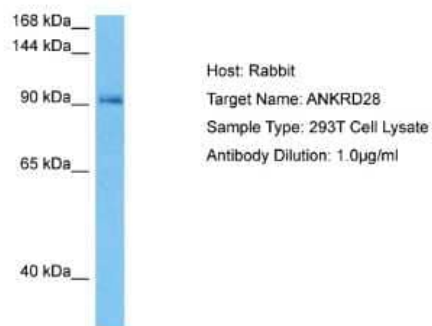 168 kDa
144 kDa
90 kDa
65 kDa
40 kDa
Host: Rabbit
Target Name: ANKRD28
Sample Type: 293T Cell Lysate
Antibody Dilution: 1.0µg/ml